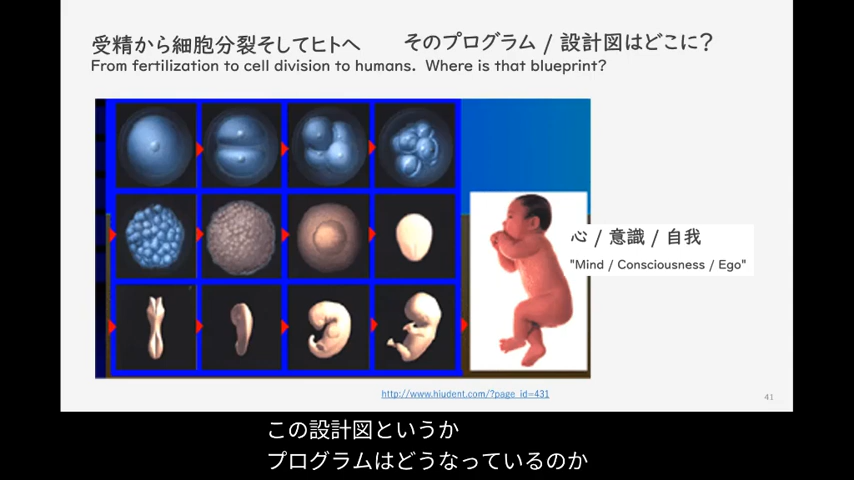 受精から細胞分裂そしてヒトへ　　そのプログラム / 設計図はどこに?
From fertilization to cell division to humans. Where is that blueprint?
心 / 意識 / 自我
"Mind / Consciousness / Ego"
http://www.hiudent.com/?page_id=431
41
この設計図というか
プログラムはどうなっているのか